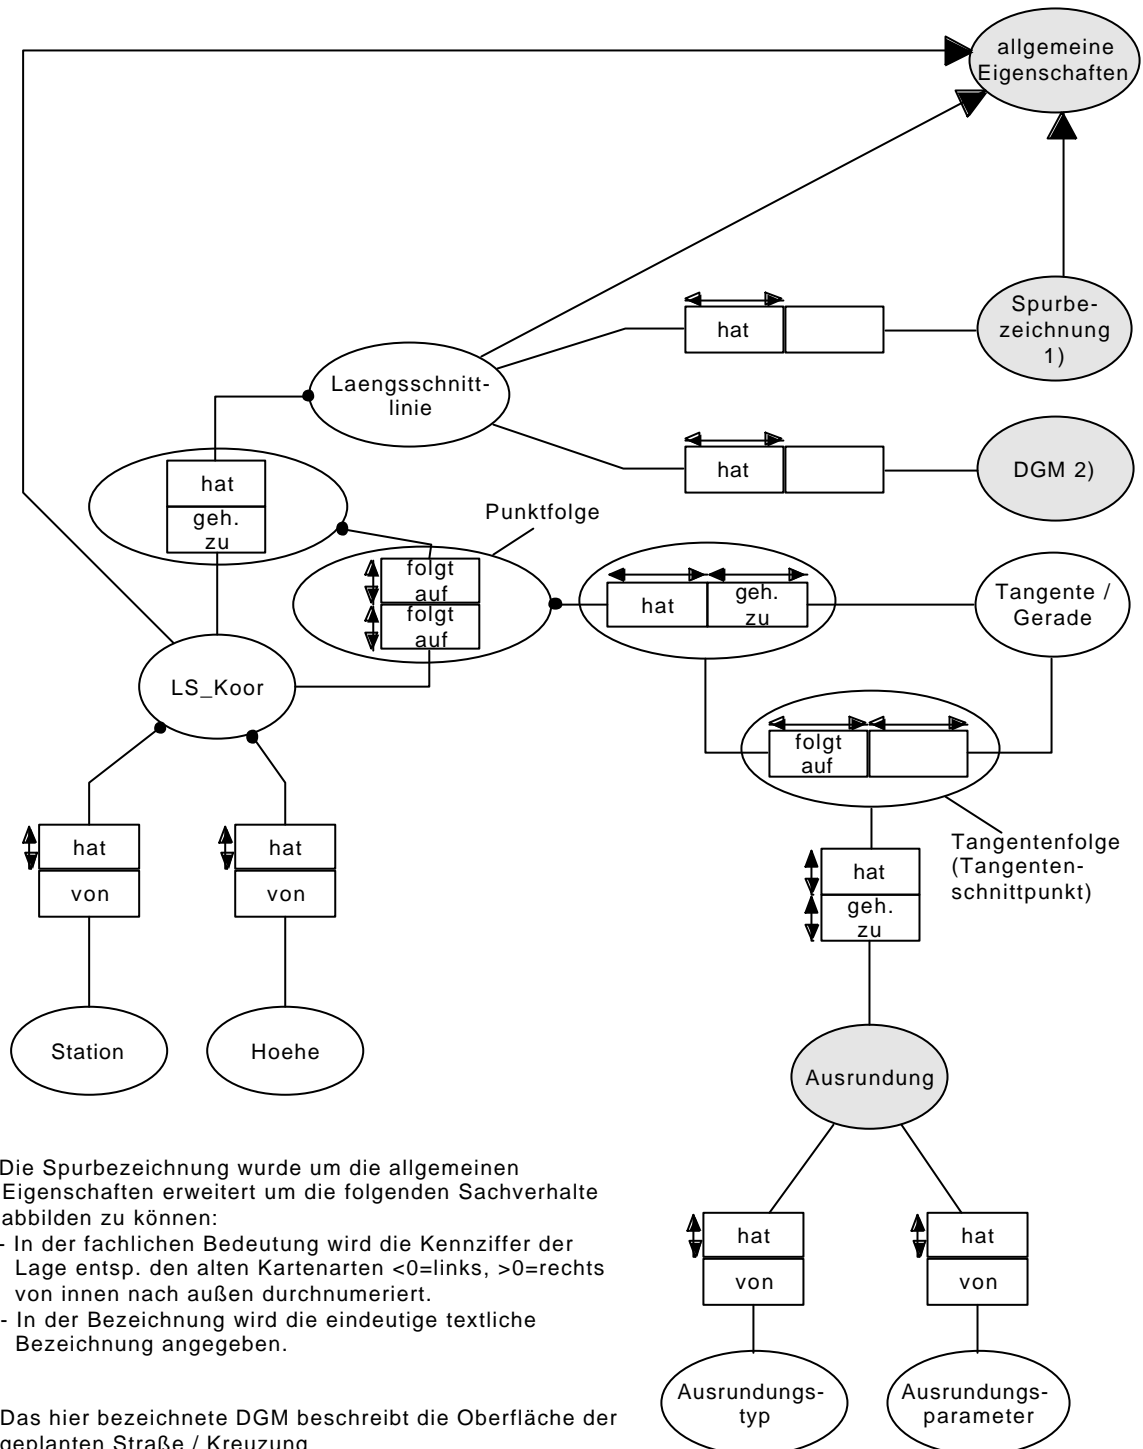 allgemeine
Eigenschaften
Spurbe-
zeichnung
1)
hat
Laengsschnitt-
linie
hat
DGM 2)
hat
geh.
zu
Punktfolge
folgt
auf
folgt
auf
hat
geh.
zu
Tangente /
Gerade
LS_Koor
folgt
auf
Tangentenfolge
(Tangenten-
schnittpunkt)
hat
von
hat
von
hat
geh.
zu
Station
Hoehe
Ausrundung
Die Spurbezeichnung wurde um die allgemeinen
Eigenschaften erweitert um die folgenden Sachverhalte
abbilden zu können:
- In der fachlichen Bedeutung wird die Kennziffer der
Lage entsp. den alten Kartenarten <0=links, >0=rechts
von innen nach außen durchnumeriert.
- In der Bezeichnung wird die eindeutige textliche
Bezeichnung angegeben.
hat
von
hat
von
Ausrundungs-
typ
Ausrundungs-
parameter
Das hier bezeichnete DGM beschreibt die Oberfläche der
geplanten Straße / Kreuzung